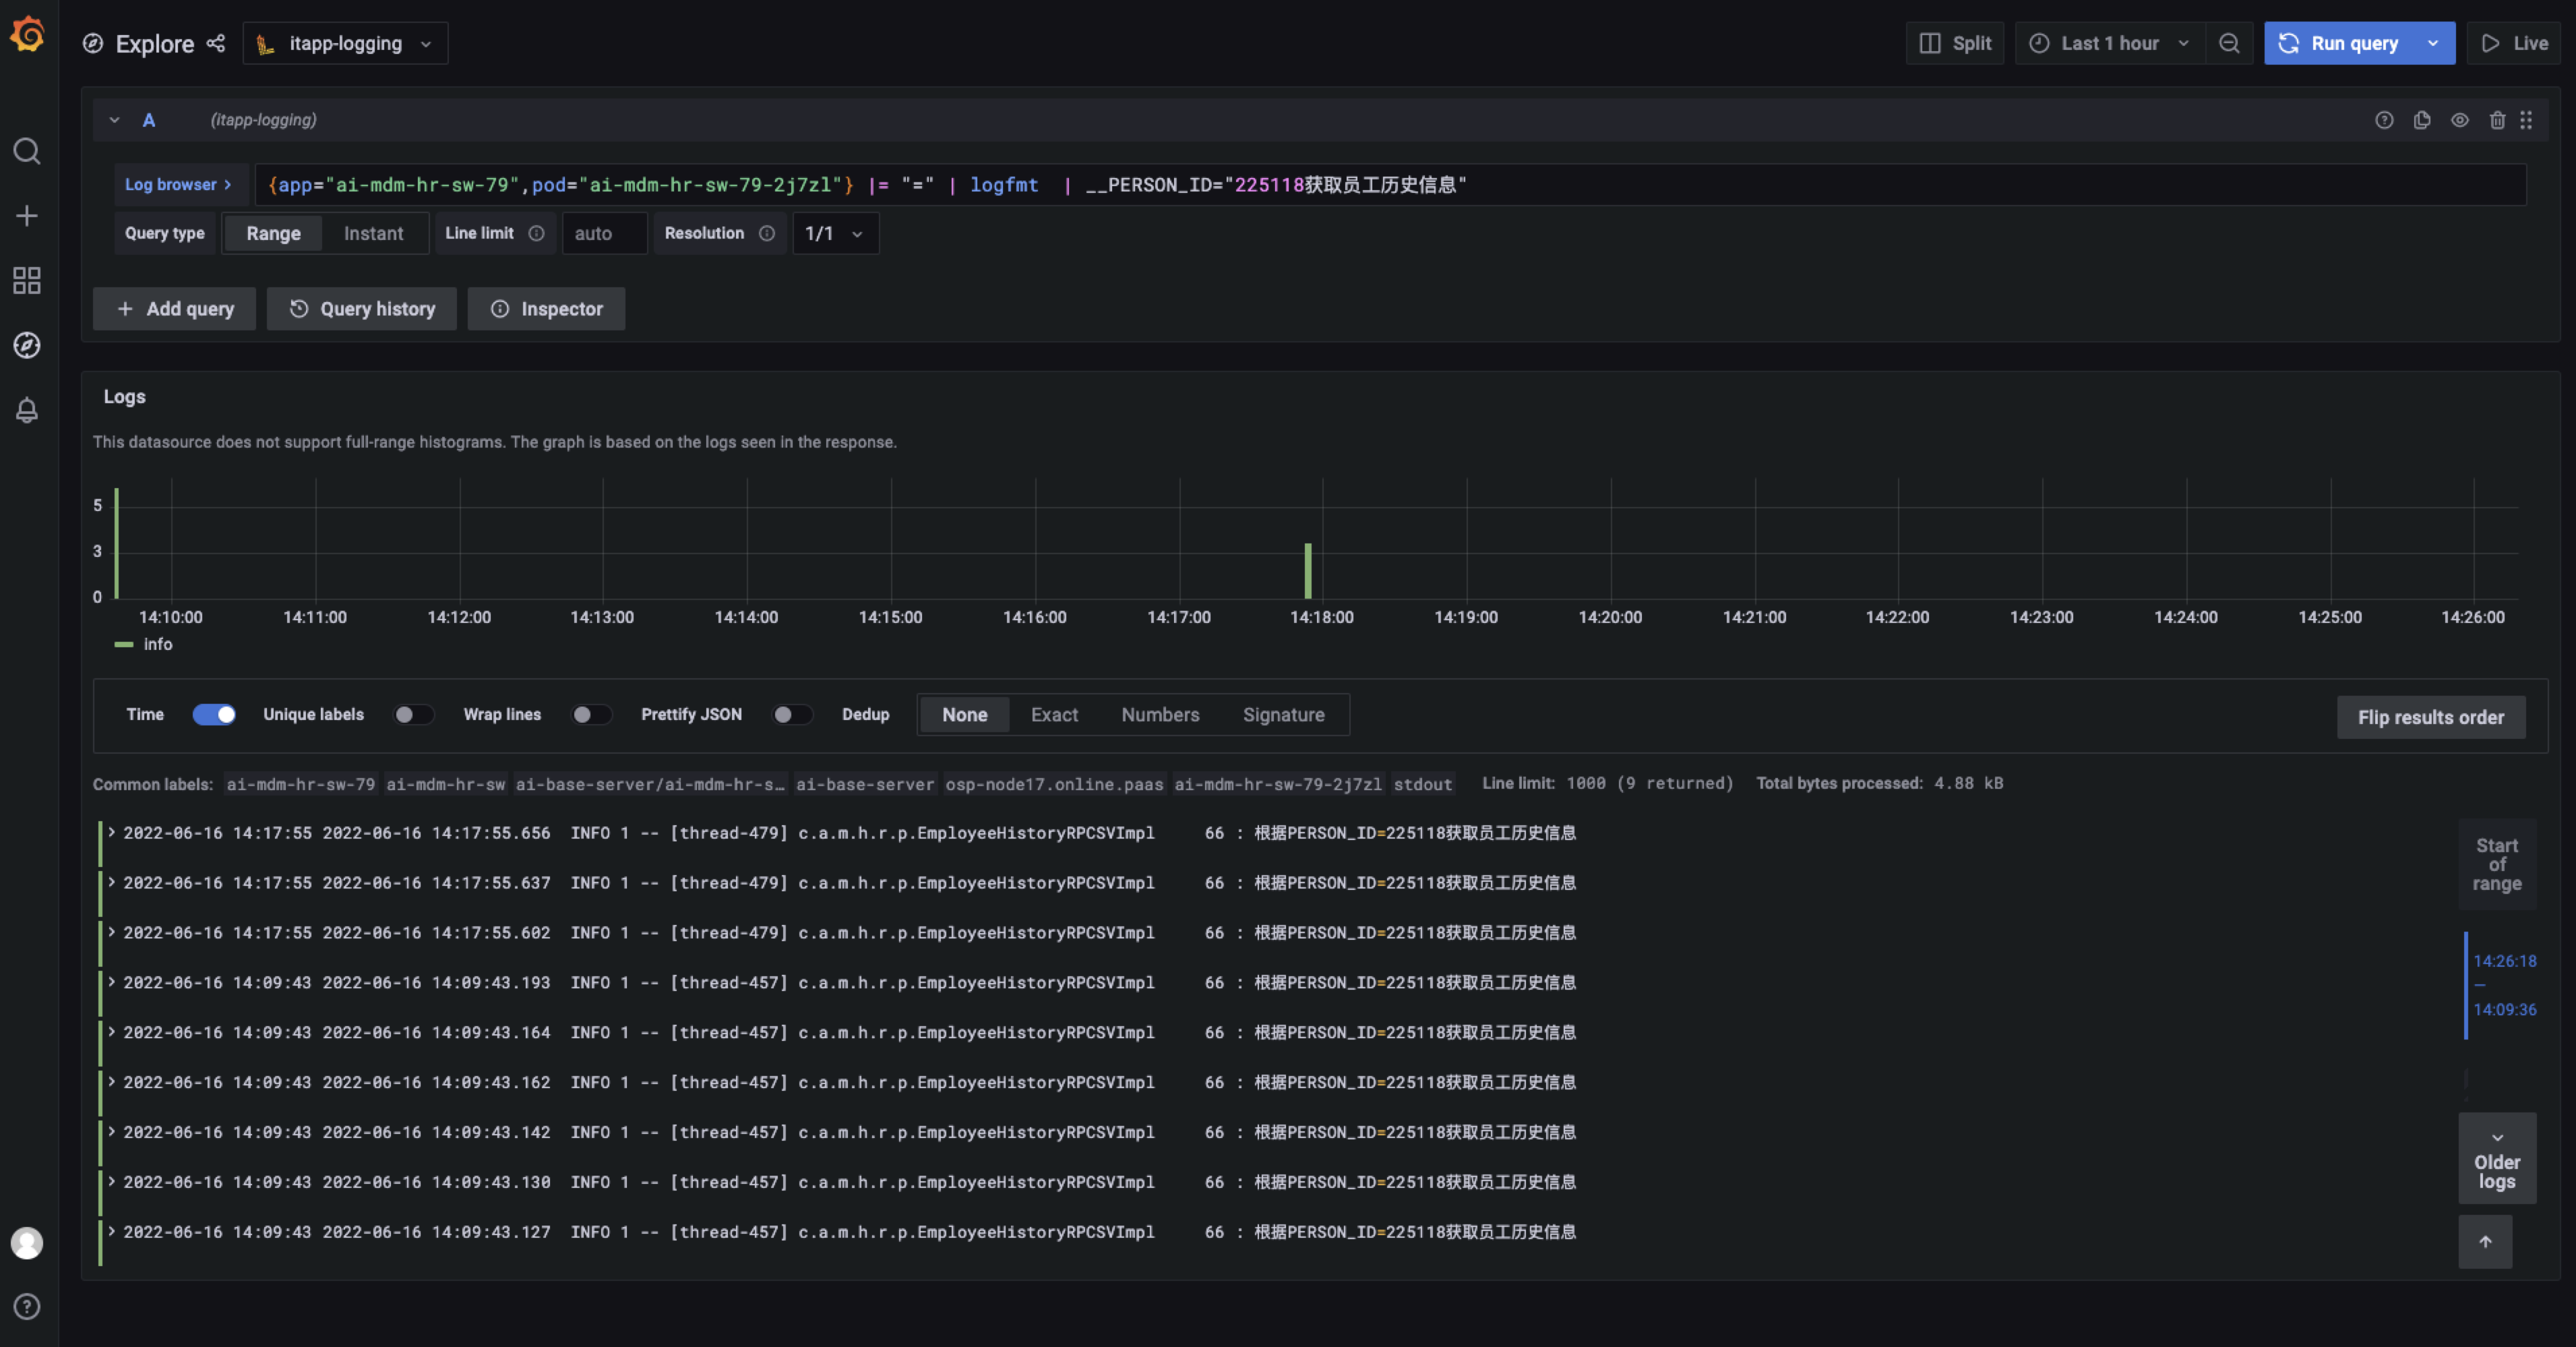 Explore itapp-logging Split Last 1 hour Run query Live
A (itapp-logging)
Log browser > {app="ai-mdm-hr-sw-79",pod="ai-mdm-hr-sw-79-2j7zl"} |= "=" | logfmt | __PERSON_ID="225118获取员工历史信息"
Query type Range Instant Line limit auto Resolution 1/1
+ Add query Query history Inspector
Logs
This datasource does not support full-range histograms. The graph is based on the logs seen in the response.
5
3
0
14:10:00 14:11:00 14:12:00 14:13:00 14:14:00 14:15:00 14:16:00 14:17:00 14:18:00 14:19:00 14:20:00 14:21:00 14:22:00 14:23:00 14:24:00 14:25:00 14:26:00
info
Time Unique labels Wrap lines Prettify JSON Dedup None Exact Numbers Signature Flip results order
Common labels: ai-mdm-hr-sw-79 ai-mdm-hr-sw ai-base-server/ai-mdm-hr-s… ai-base-server osp-node17.online.paas ai-mdm-hr-sw-79-2j7zl stdout Line limit: 1000 (9 returned) Total bytes processed: 4.88 kB
> 2022-06-16 14:17:55 2022-06-16 14:17:55.656 INFO 1 -- [thread-479] c.a.m.h.r.p.EmployeeHistoryRPCSVImpl 66 : 根据PERSON_ID=225118获取员工历史信息
> 2022-06-16 14:17:55 2022-06-16 14:17:55.637 INFO 1 -- [thread-479] c.a.m.h.r.p.EmployeeHistoryRPCSVImpl 66 : 根据PERSON_ID=225118获取员工历史信息
> 2022-06-16 14:17:55 2022-06-16 14:17:55.602 INFO 1 -- [thread-479] c.a.m.h.r.p.EmployeeHistoryRPCSVImpl 66 : 根据PERSON_ID=225118获取员工历史信息
> 2022-06-16 14:09:43 2022-06-16 14:09:43.193 INFO 1 -- [thread-457] c.a.m.h.r.p.EmployeeHistoryRPCSVImpl 66 : 根据PERSON_ID=225118获取员工历史信息
> 2022-06-16 14:09:43 2022-06-16 14:09:43.164 INFO 1 -- [thread-457] c.a.m.h.r.p.EmployeeHistoryRPCSVImpl 66 : 根据PERSON_ID=225118获取员工历史信息
> 2022-06-16 14:09:43 2022-06-16 14:09:43.162 INFO 1 -- [thread-457] c.a.m.h.r.p.EmployeeHistoryRPCSVImpl 66 : 根据PERSON_ID=225118获取员工历史信息
> 2022-06-16 14:09:43 2022-06-16 14:09:43.142 INFO 1 -- [thread-457] c.a.m.h.r.p.EmployeeHistoryRPCSVImpl 66 : 根据PERSON_ID=225118获取员工历史信息
> 2022-06-16 14:09:43 2022-06-16 14:09:43.130 INFO 1 -- [thread-457] c.a.m.h.r.p.EmployeeHistoryRPCSVImpl 66 : 根据PERSON_ID=225118获取员工历史信息
> 2022-06-16 14:09:43 2022-06-16 14:09:43.127 INFO 1 -- [thread-457] c.a.m.h.r.p.EmployeeHistoryRPCSVImpl 66 : 根据PERSON_ID=225118获取员工历史信息
Start
of
range
14:26:18
—
14:09:36
Older
logs